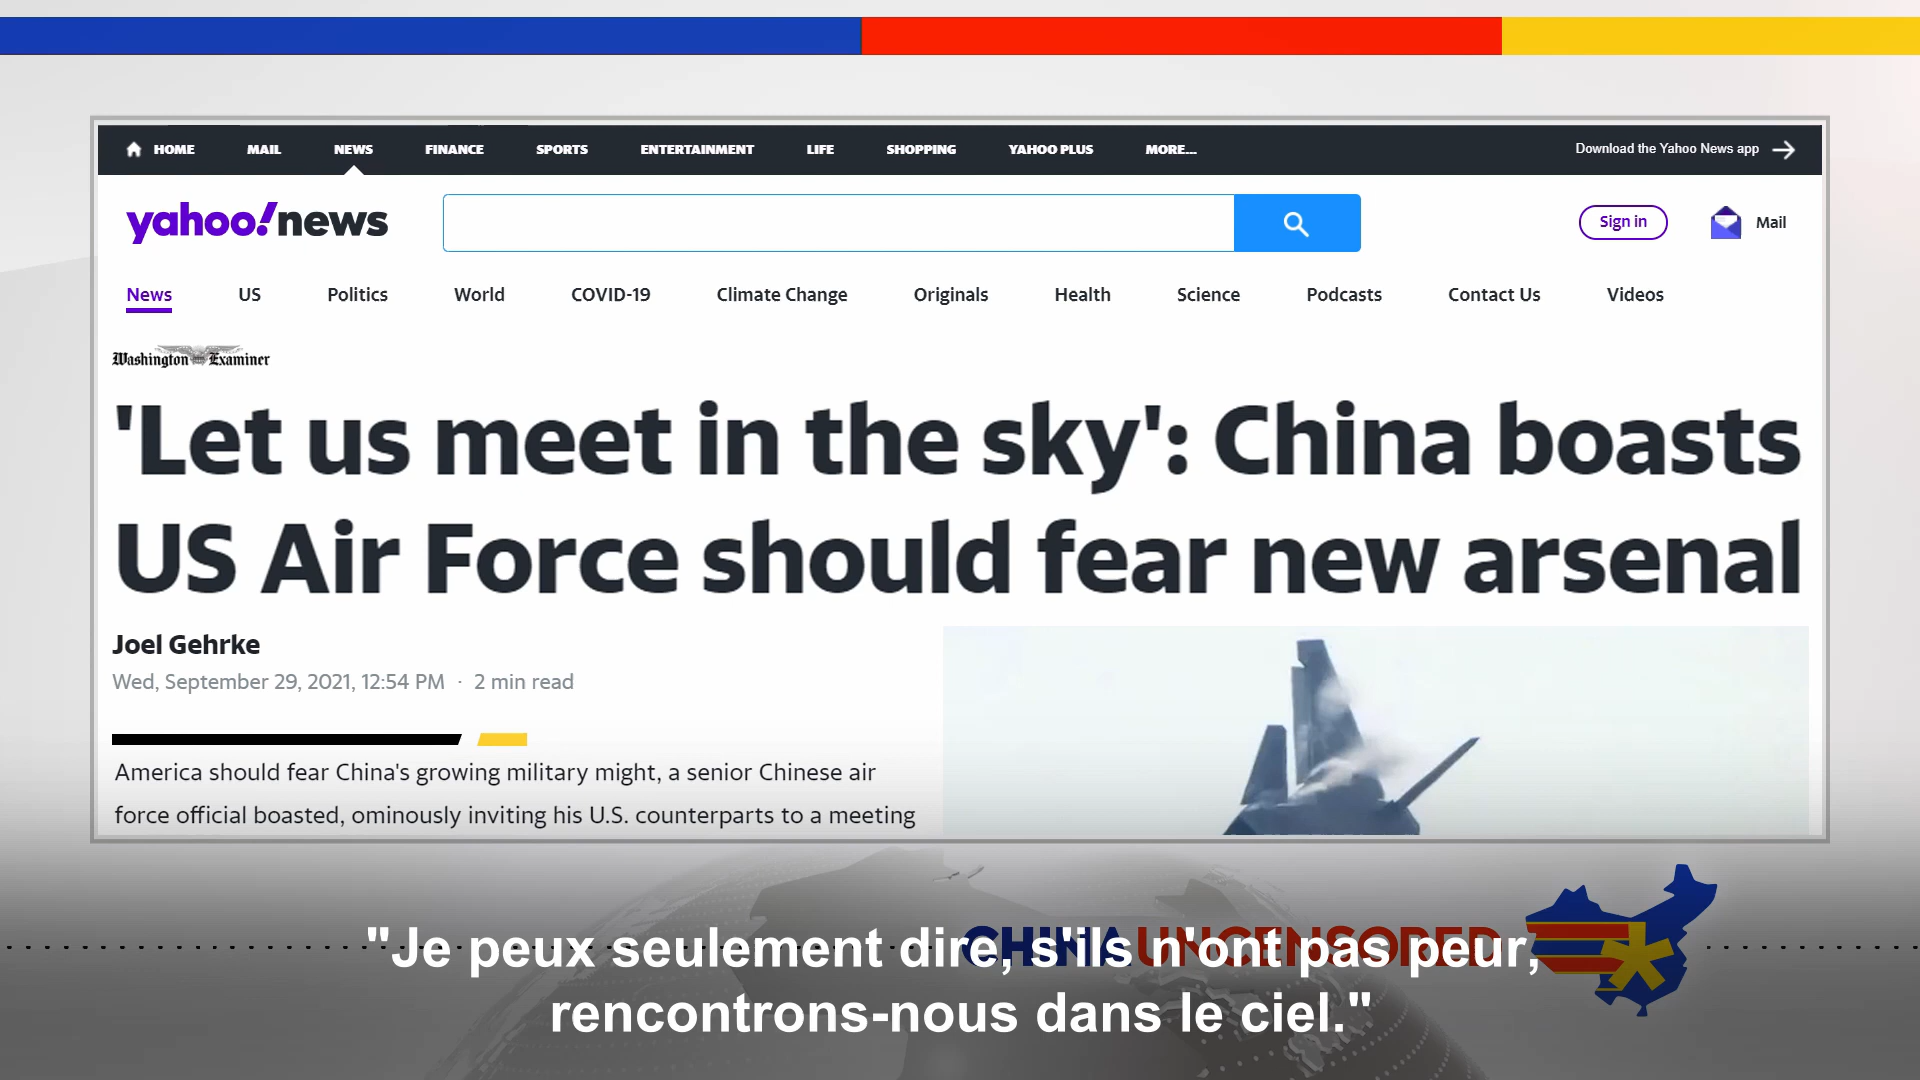 HOME MAIL NEWS FINANCE SPORTS ENTERTAINMENT LIFE SHOPPING YAHOO PLUS MORE... Download the Yahoo News app
yahoo!news Sign in Mail
News US Politics World COVID-19 Climate Change Originals Health Science Podcasts Contact Us Videos
Washington Examiner
'Let us meet in the sky': China boasts
US Air Force should fear new arsenal
Joel Gehrke
Wed, September 29, 2021, 12:54 PM · 2 min read
America should fear China's growing military might, a senior Chinese air
force official boasted, ominously inviting his U.S. counterparts to a meeting
CHINA UNCENSORED
"Je peux seulement dire, s'ils n'ont pas peur,
rencontrons-nous dans le ciel."